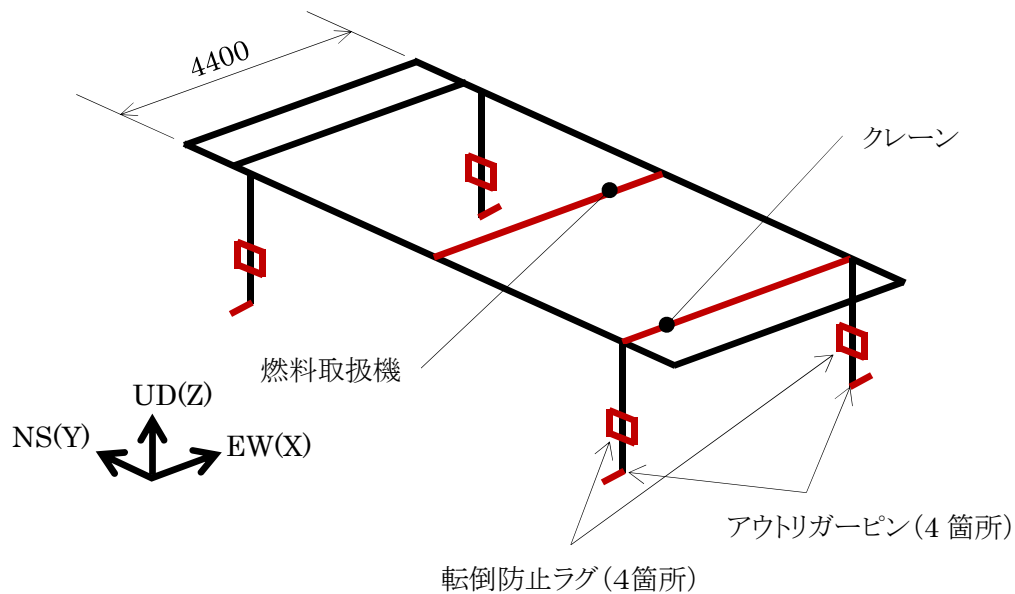 4400
クレーン
燃料取扱機
UD(Z)
NS(Y)
EW(X)
アウトリガーピン(4 箇所)
転倒防止ラグ(4箇所)